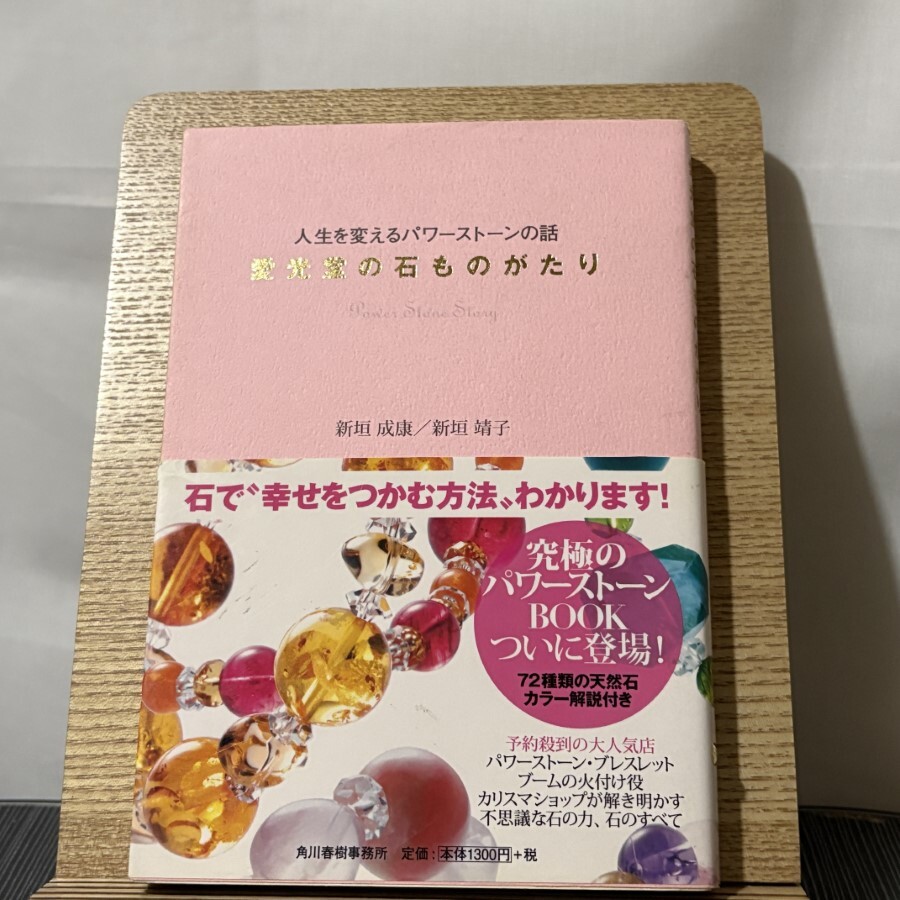 人生を変えるパワーストーンの話
愛光堂の石ものがたり
Power Stone Story
新垣 成康／新垣 靖子
石で〝幸せをつかむ方法〟わかります!
究極の
パワーストーン
BOOK
ついに登場!
72種類の天然石
カラー解説付き
予約殺到の大人気店
パワーストーン・ブレスレット
ブームの火付け役
カリスマショップが解き明かす
不思議な石の力、石のすべて
角川春樹事務所 定価:本体1300円+税